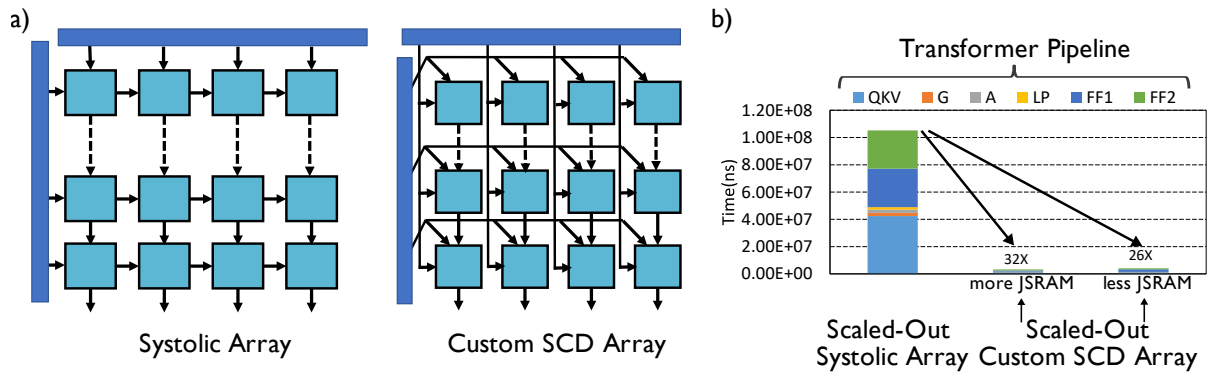 a)
Systolic Array
Custom SCD Array
b)
Transformer Pipeline
QKV G A LP FF1 FF2
Time(ns)
1.20E+08
1.00E+08
8.00E+07
6.00E+07
4.00E+07
2.00E+07
0.00E+00
32X
26X
more JSRAM
less JSRAM
Scaled-Out
Systolic Array
Scaled-Out
Custom SCD Array